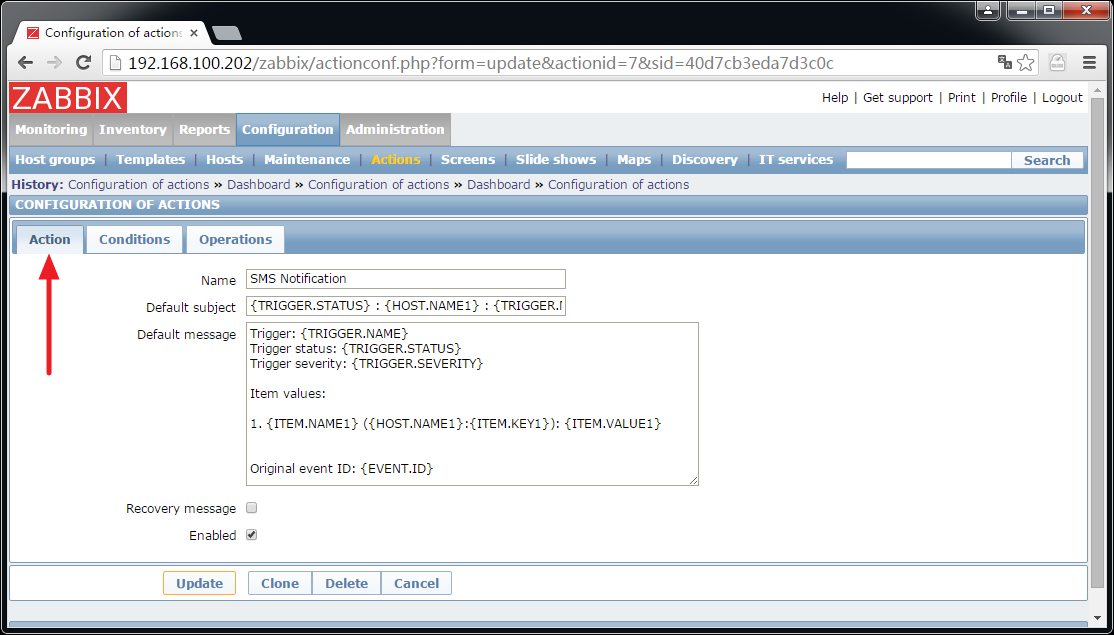 Configuration of actions
192.168.100.202/zabbix/actionconf.php?form=update&actionid=7&sid=40d7cb3eda7d3c0c
ZABBIX
Help | Get support | Print | Profile | Logout
Monitoring Inventory Reports Configuration Administration
Host groups | Templates | Hosts | Maintenance | Actions | Screens | Slide shows | Maps | Discovery | IT services Search
History: Configuration of actions » Dashboard » Configuration of actions » Dashboard » Configuration of actions
CONFIGURATION OF ACTIONS
Action Conditions Operations
Name SMS Notification
Default subject {TRIGGER.STATUS} : {HOST.NAME1} : {TRIGGER.
Default message Trigger: {TRIGGER.NAME}
Trigger status: {TRIGGER.STATUS}
Trigger severity: {TRIGGER.SEVERITY}
Item values:
1. {ITEM.NAME1} ({HOST.NAME1}:{ITEM.KEY1}): {ITEM.VALUE1}
Original event ID: {EVENT.ID}
Recovery message
Enabled
Update Clone Delete Cancel